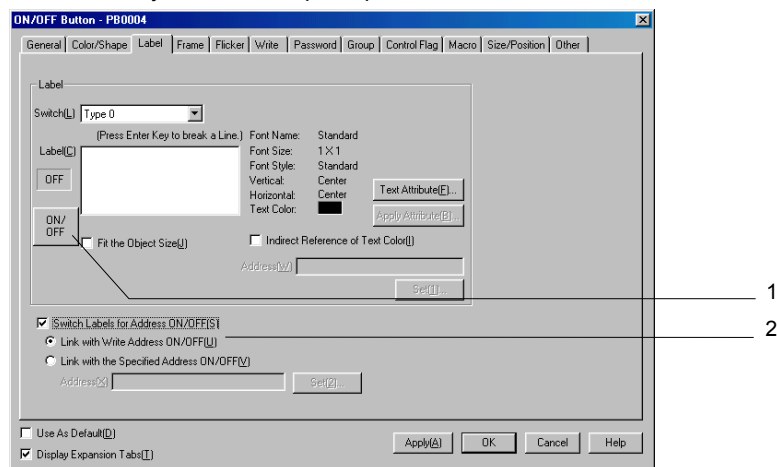 ON/OFF Button - PB0004
General Color/Shape Label Frame Flicker Write Password Group Control Flag Macro Size/Position Other
Label
Switch(L) Type 0
(Press Enter Key to break a Line.)
Label(C)
OFF
ON/
OFF
Font Name: Standard
Font Size: 1 X 1
Font Style: Standard
Vertical: Center
Horizontal: Center
Text Color:
Text Attribute(F)...
Apply Attribute(B)...
Fit the Object Size(J)
Indirect Reference of Text Color(I)
Address(W)
Set(1)...
1
Switch Labels for Address ON/OFF(S)
Link with Write Address ON/OFF(U)
2
Link with the Specified Address ON/OFF(V)
Address(X)
Set(2)...
Use As Default(D)
Display Expansion Tabs(T)
Apply(A) OK Cancel Help